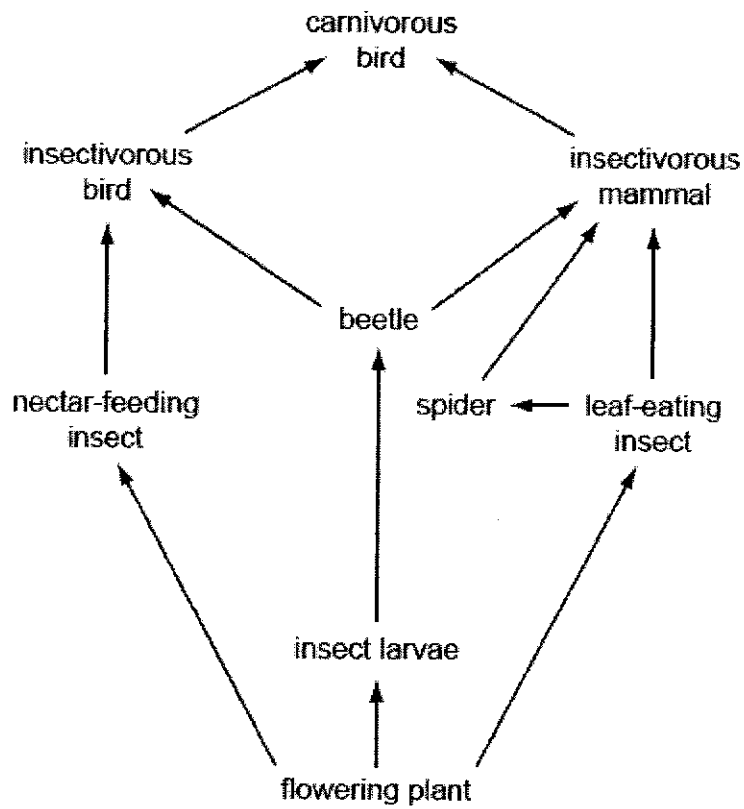 carnivorous
bird
insectivorous
bird
insectivorous
mammal
beetle
nectar-feeding
insect
spider
leaf-eating
insect
insect larvae
flowering plant